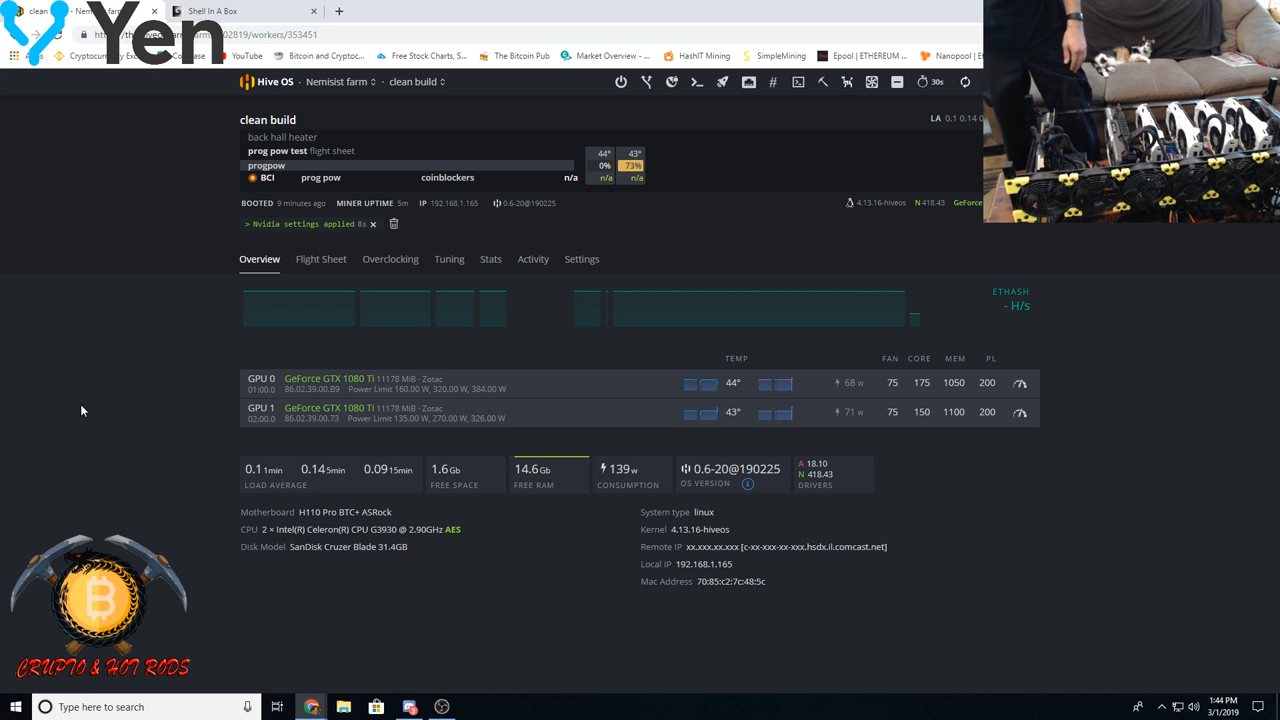 clean build - Nemisist farm
Shell In A Box
Yen
02819/workers/353451
Cryptocurrency
Coinbase
YouTube
Bitcoin and Cryptoc...
Free Stock Charts, S...
The Bitcoin Pub
Market Overview -...
HashIT Mining
SimpleMining
Epool | ETHEREUM ...
Nanopool | E
Hive OS
Nemisist farm
clean build
30s
clean build
LA 0.1 0.14 0
back hall heater
prog pow test flight sheet
44° 43°
progpow
0% 73%
BCI prog pow coinblockers n/a
n/a n/a
BOOTED 9 minutes ago MINER UPTIME 5m IP 192.168.1.165 0.6-20@190225
4.13.16-hiveos N 418.43 GeForce
> Nvidia settings applied 8s ×
Overview Flight Sheet Overclocking Tuning Stats Activity Settings
ETHASH
- H/s
TEMP FAN CORE MEM PL
GPU 0 GeForce GTX 1080 Ti 11178 MiB · Zotac 44° 68 w 75 175 1050 200
01:00.0 86.02.39.00.B9 Power Limit 160.00 W, 320.00 W, 384.00 W
GPU 1 GeForce GTX 1080 Ti 11178 MiB · Zotac 43° 71 w 75 150 1100 200
02:00.0 86.02.39.00.73 Power Limit 135.00 W, 270.00 W, 326.00 W
0.1 1min 0.14 5min 0.09 15min
LOAD AVERAGE
1.6Gb
FREE SPACE
14.6Gb
FREE RAM
139w
CONSUMPTION
0.6-20@190225
OS VERSION
A 18.10
N 418.43
DRIVERS
Motherboard H110 Pro BTC+ ASRock
CPU 2 × Intel(R) Celeron(R) CPU G3930 @ 2.90GHz AES
Disk Model SanDisk Cruzer Blade 31.4GB
System type linux
Kernel 4.13.16-hiveos
Remote IP xx.xxx.xx.xxx [c-xx-xxx-xx-xxx.hsdx.il.comcast.net]
Local IP 192.168.1.165
Mac Address 70:85:c2:7c:48:5c
CRUPTO & HOT RODS
Type here to search
1:44 PM
3/1/2019